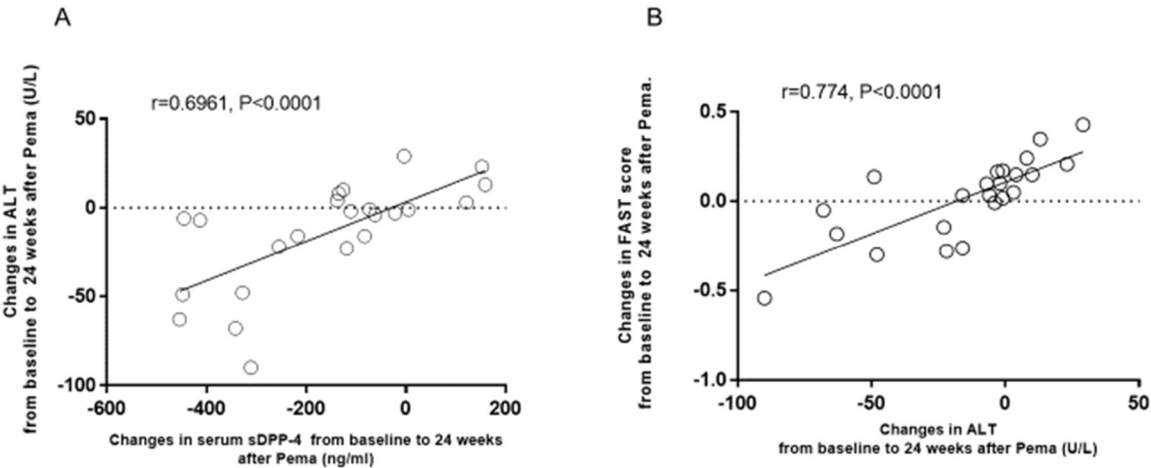 A
Changes in ALT
from baseline to 24 weeks after Pema (U/L)
r=0.6961, P<0.0001
50
0
-50
-100
-600
-400
-200
0
200
Changes in serum sDPP-4 from baseline to 24 weeks
after Pema (ng/ml)
B
Changes in FAST score
from baseline to 24 weeks after Pema.
r=0.774, P<0.0001
0.5
0.0
-0.5
-1.0
-100
-50
0
50
Changes in ALT
from baseline to 24 weeks after Pema (U/L)